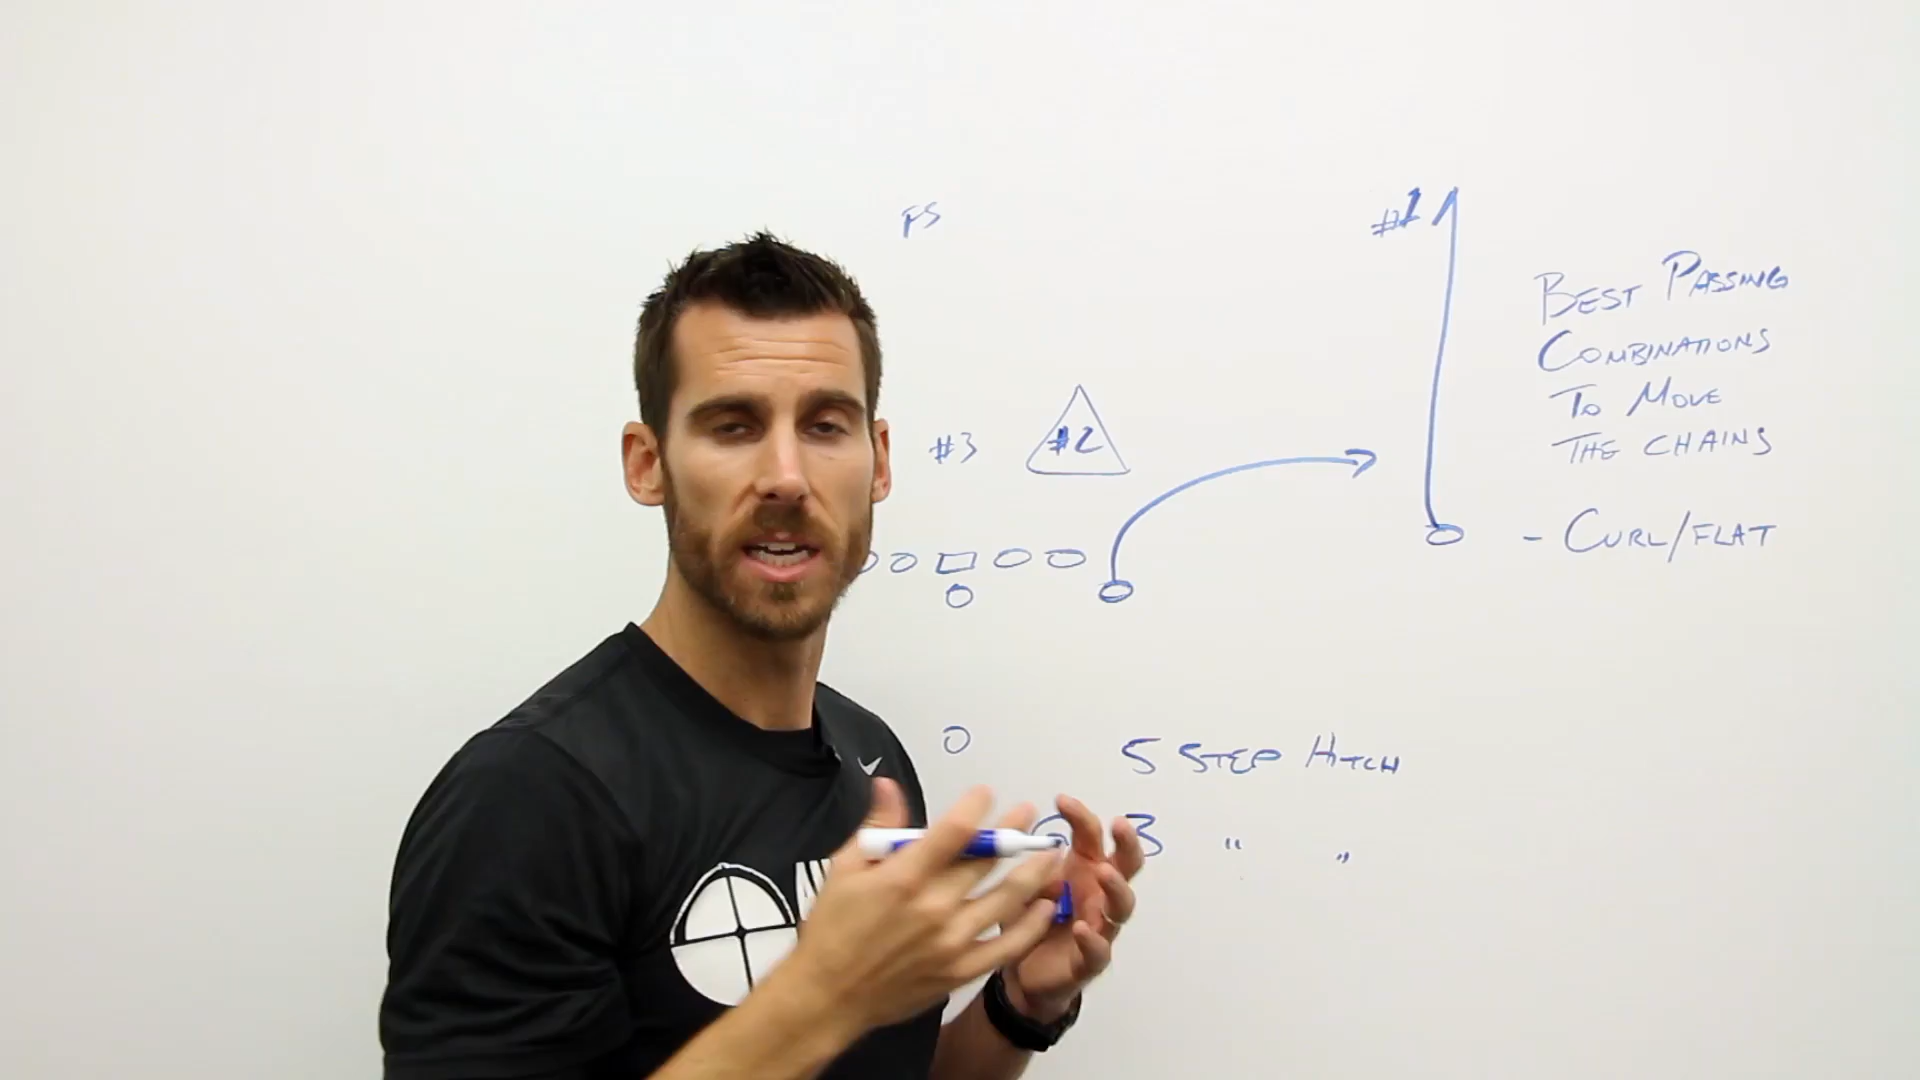 FS
#1
BEST PASSING
COMBINATIONS
TO MOVE
THE CHAINS
#3
#2
- CURL/FLAT
5 STEP HITCH
3 " "